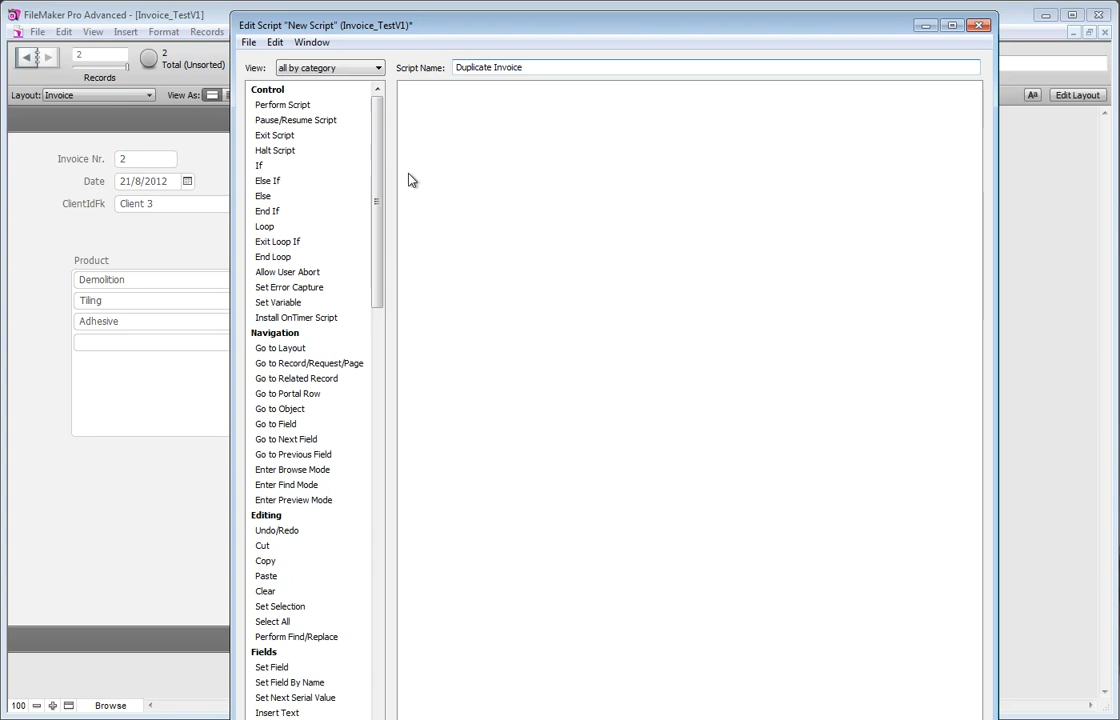 FileMaker Pro Advanced - [Invoice_TestV1]
File Edit View Insert Format Records
2
2
Total (Unsorted)
Records
Layout: Invoice View As:
Aa Edit Layout
Invoice Nr. 2
Date 21/8/2012
ClientIdFk Client 3
Product
Demolition
Tiling
Adhesive
100 Browse
Edit Script "New Script" (Invoice_TestV1)*
File Edit Window
View: all by category Script Name: Duplicate Invoice
Control
Perform Script
Pause/Resume Script
Exit Script
Halt Script
If
Else If
Else
End If
Loop
Exit Loop If
End Loop
Allow User Abort
Set Error Capture
Set Variable
Install OnTimer Script
Navigation
Go to Layout
Go to Record/Request/Page
Go to Related Record
Go to Portal Row
Go to Object
Go to Field
Go to Next Field
Go to Previous Field
Enter Browse Mode
Enter Find Mode
Enter Preview Mode
Editing
Undo/Redo
Cut
Copy
Paste
Clear
Set Selection
Select All
Perform Find/Replace
Fields
Set Field
Set Field By Name
Set Next Serial Value
Insert Text